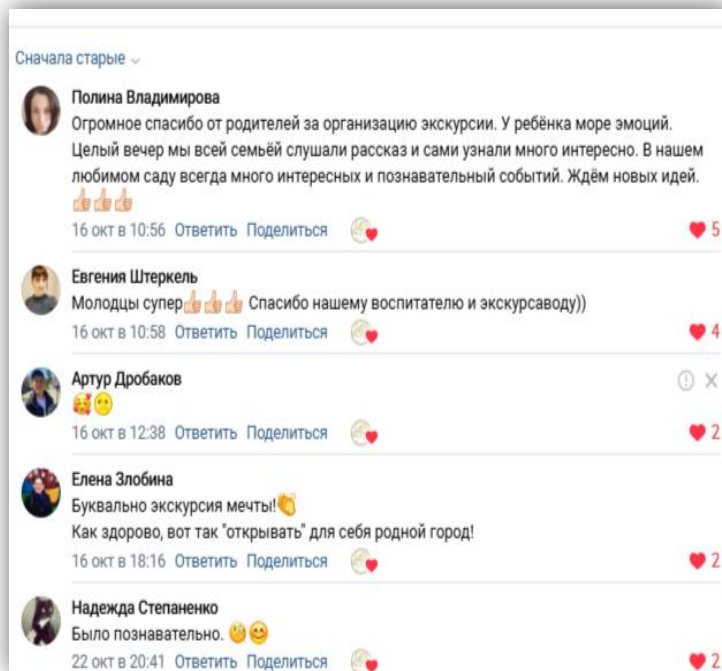 Сначала старые
Полина Владимирова
Огромное спасибо от родителей за организацию экскурсии. У ребёнка море эмоций.
Целый вечер мы всей семьёй слушали рассказ и сами узнали много интересно. В нашем
любимом саду всегда много интересных и познавательный событий. Ждём новых идей.
👍👍👍
16 окт в 10:56 Ответить Поделиться 5
Евгения Штеркель
Молодцы супер👍👍👍 Спасибо нашему воспитателю и экскурсаводу))
16 окт в 10:58 Ответить Поделиться 4
Артур Дробаков
16 окт в 12:38 Ответить Поделиться 2
Елена Злобина
Буквально экскурсия мечты!👏
Как здорово, вот так "открывать" для себя родной город!
16 окт в 18:16 Ответить Поделиться 2
Надежда Степаненко
Было познавательно. 🧐😊
22 окт в 20:41 Ответить Поделиться 2